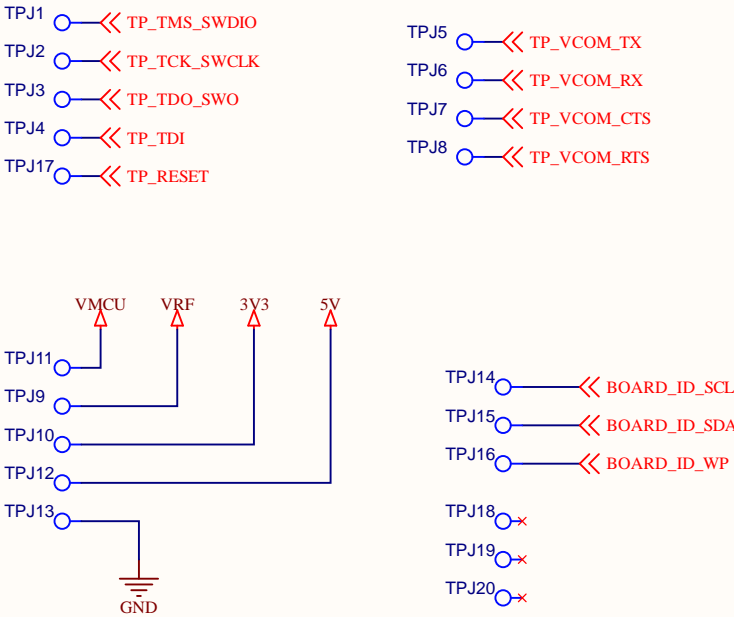 TPJ1 TP_TMS_SWDIO
TPJ2 TP_TCK_SWCLK
TPJ3 TP_TDO_SWO
TPJ4 TP_TDI
TPJ17 TP_RESET
TPJ5 TP_VCOM_TX
TPJ6 TP_VCOM_RX
TPJ7 TP_VCOM_CTS
TPJ8 TP_VCOM_RTS
VMCU VRF 3V3 5V
TPJ11
TPJ9
TPJ10
TPJ12
TPJ13
GND
TPJ14 BOARD_ID_SCL
TPJ15 BOARD_ID_SDA
TPJ16 BOARD_ID_WP
TPJ18
TPJ19
TPJ20